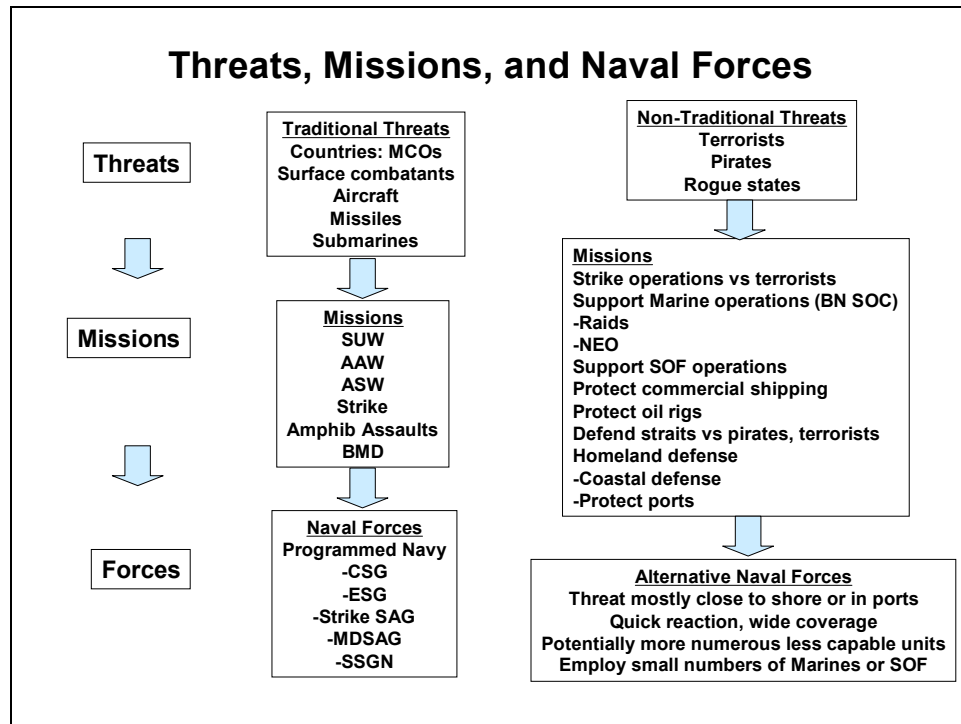 Threats, Missions, and Naval Forces
Threats
Missions
Forces
Traditional Threats
Countries: MCOs
Surface combatants
Aircraft
Missiles
Submarines
Missions
SUW
AAW
ASW
Strike
Amphib Assaults
BMD
Naval Forces
Programmed Navy
-CSG
-ESG
-Strike SAG
-MDSAG
-SSGN
Non-Traditional Threats
Terrorists
Pirates
Rogue states
Missions
Strike operations vs terrorists
Support Marine operations (BN SOC)
-Raids
-NEO
Support SOF operations
Protect commercial shipping
Protect oil rigs
Defend straits vs pirates, terrorists
Homeland defense
-Coastal defense
-Protect ports
Alternative Naval Forces
Threat mostly close to shore or in ports
Quick reaction, wide coverage
Potentially more numerous less capable units
Employ small numbers of Marines or SOF